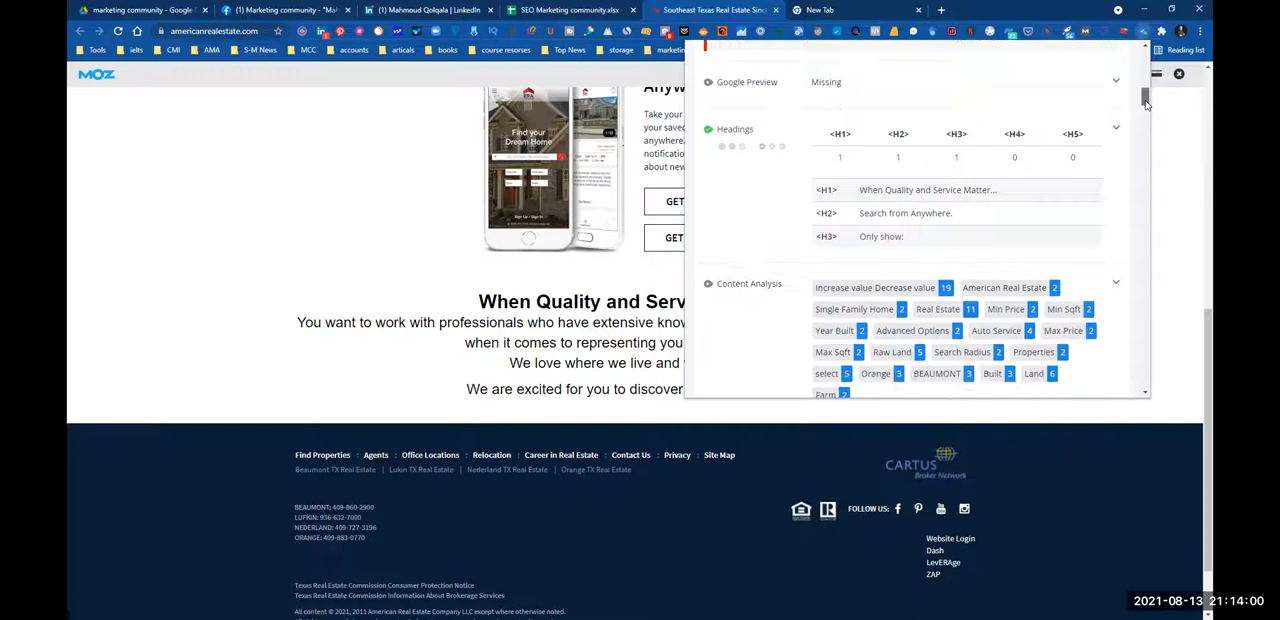 marketing community - Google
(1) Marketing community - "Mah
(1) Mahmoud Qolqala | LinkedIn
SEO Marketing community.xlsx
Southeast Texas Real Estate Sinc
New Tab
americanrealestate.com
Tools
ielts
CMI
AMA
S-M News
MCC
accounts
articals
books
course resorses
Top News
storage
marketin
Reading list
MOZ
Find your
Dream Home
Take your
your saved
anywhere.
notification
about new
GET
GET
Google Preview
Missing
Headings
<H1> <H2> <H3> <H4> <H5>
1 1 1 0 0
<H1> When Quality and Service Matter...
<H2> Search from Anywhere.
<H3> Only show:
Content Analysis
Increase value Decrease value 19 American Real Estate 2
Single Family Home 2 Real Estate 11 Min Price 2 Min Sqft 2
Year Built 2 Advanced Options 2 Auto Service 4 Max Price 2
Max Sqft 2 Raw Land 5 Search Radius 2 Properties 2
select 5 Orange 3 BEAUMONT 3 Built 3 Land 6
Farm 2
When Quality and Serv
You want to work with professionals who have extensive know
when it comes to representing you
We love where we live and
We are excited for you to discover
Find Properties : Agents : Office Locations : Relocation : Career in Real Estate : Contact Us : Privacy : Site Map
Beaumont TX Real Estate | Lukin TX Real Estate | Nederland TX Real Estate | Orange TX Real Estate
CARTUS
Broker Network
BEAUMONT: 409-860-2900
LUFKIN: 936-632-7000
NEDERLAND: 409-727-3196
ORANGE: 409-883-0770
FOLLOW US:
Website Login
Dash
LevERAge
ZAP
Texas Real Estate Commission Consumer Protection Notice
Texas Real Estate Commission Information About Brokerage Services
All content © 2021, 2011 American Real Estate Company LLC except where otherwise noted.
2021-08-13 21:14:00